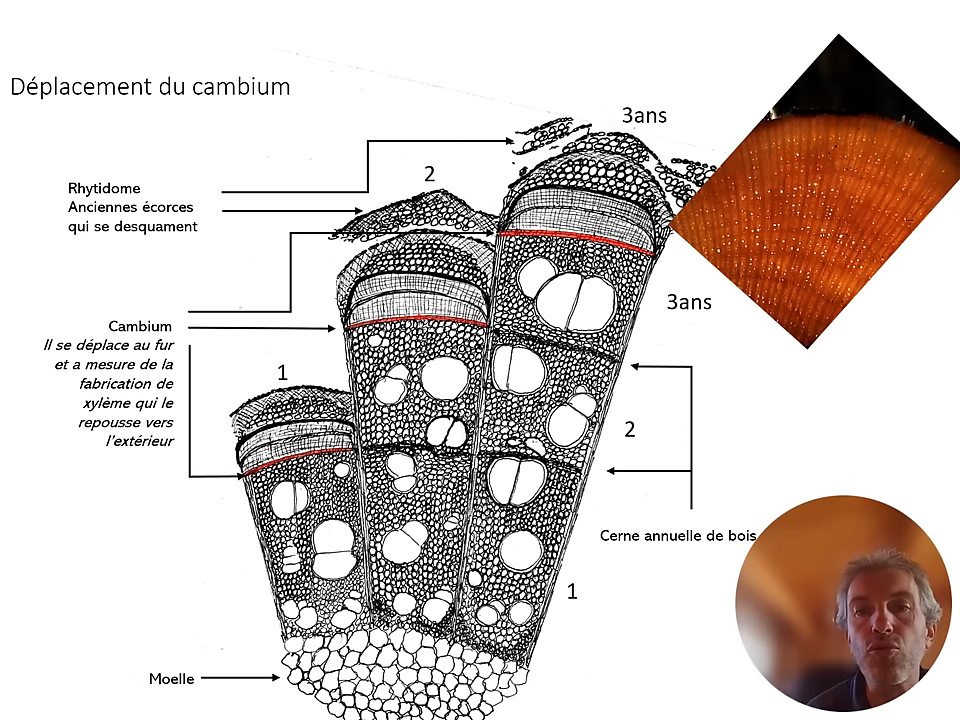 Déplacement du cambium
3ans
2
Rhytidome
Anciennes écorces
qui se desquament
3ans
Cambium
Il se déplace au fur
et a mesure de la
fabrication de
xylème qui le
repousse vers
l'extérieur
1
2
Cerne annuelle de bois
1
Moelle